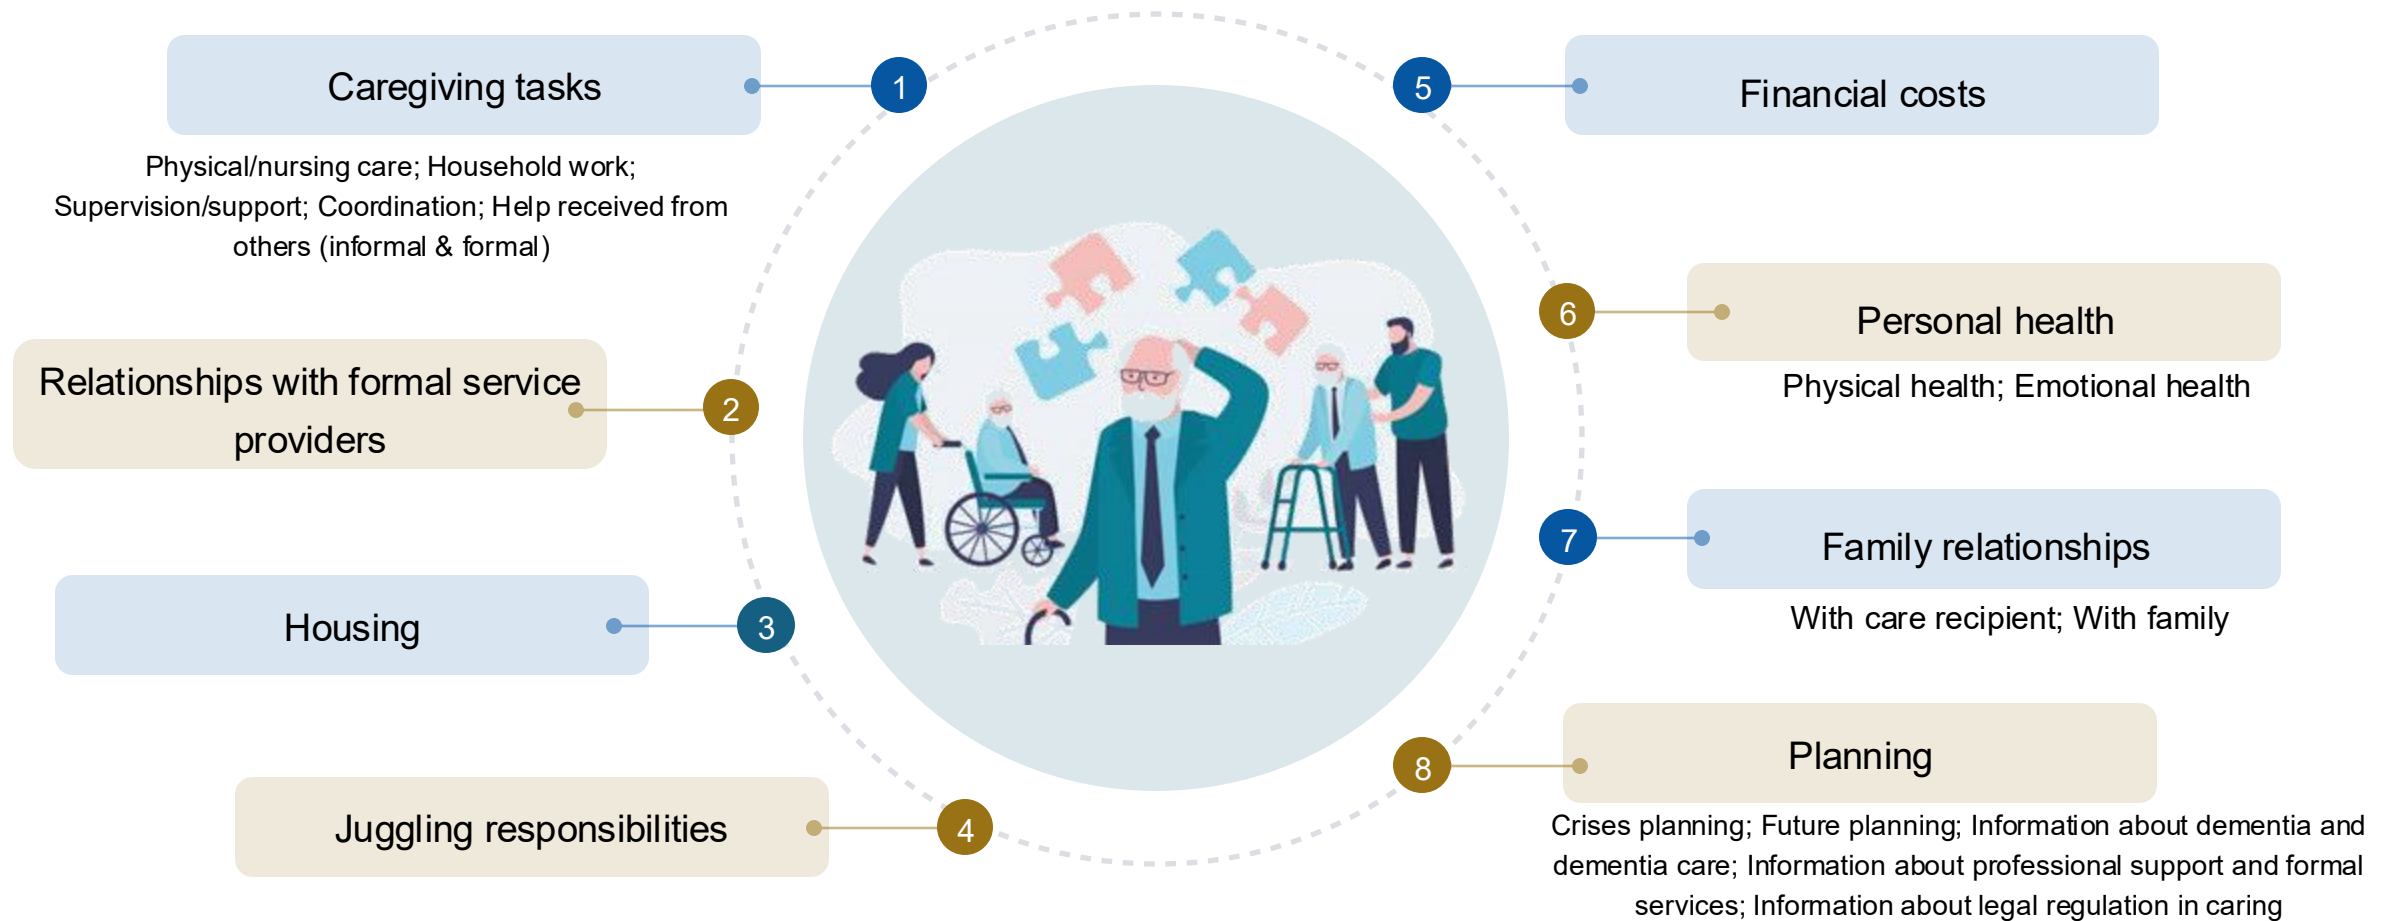 1
Caregiving tasks
Physical/nursing care; Household work;
Supervision/support; Coordination; Help received from
others (informal & formal)
2
Relationships with formal service
providers
3
Housing
4
Juggling responsibilities
5
Financial costs
6
Personal health
Physical health; Emotional health
7
Family relationships
With care recipient; With family
8
Planning
Crises planning; Future planning; Information about dementia and
dementia care; Information about professional support and formal
services; Information about legal regulation in caring